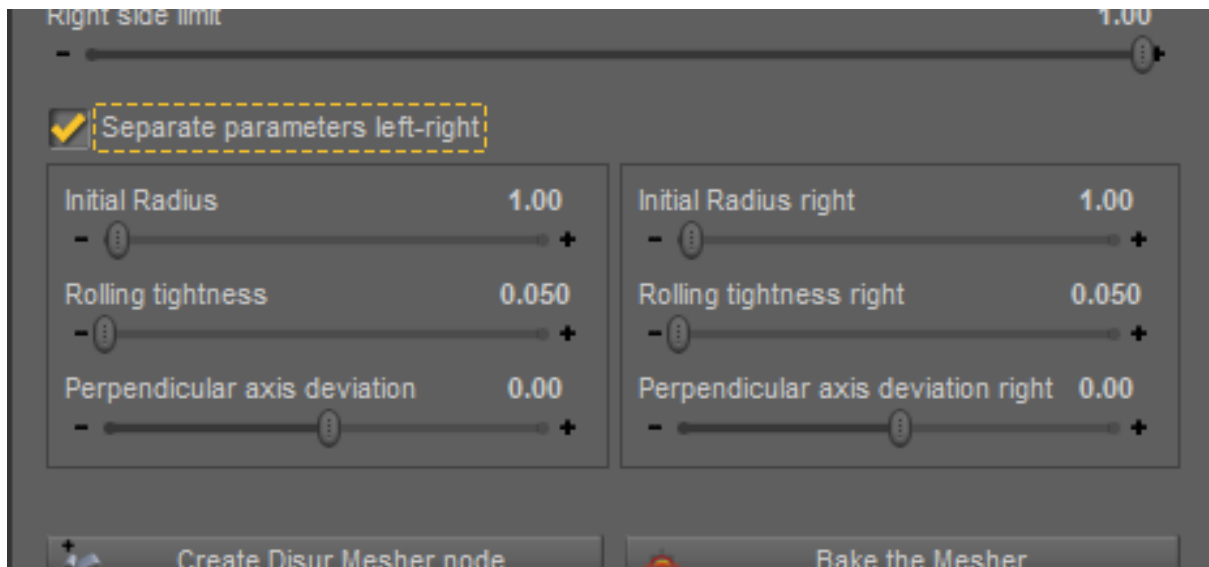 Right side limit 1.00
- +
Separate parameters left-right
Initial Radius 1.00
- +
Rolling tightness 0.050
- +
Perpendicular axis deviation 0.00
- +
Initial Radius right 1.00
- +
Rolling tightness right 0.050
- +
Perpendicular axis deviation right 0.00
- +
Create Disur Mesher node
Bake the Mesher